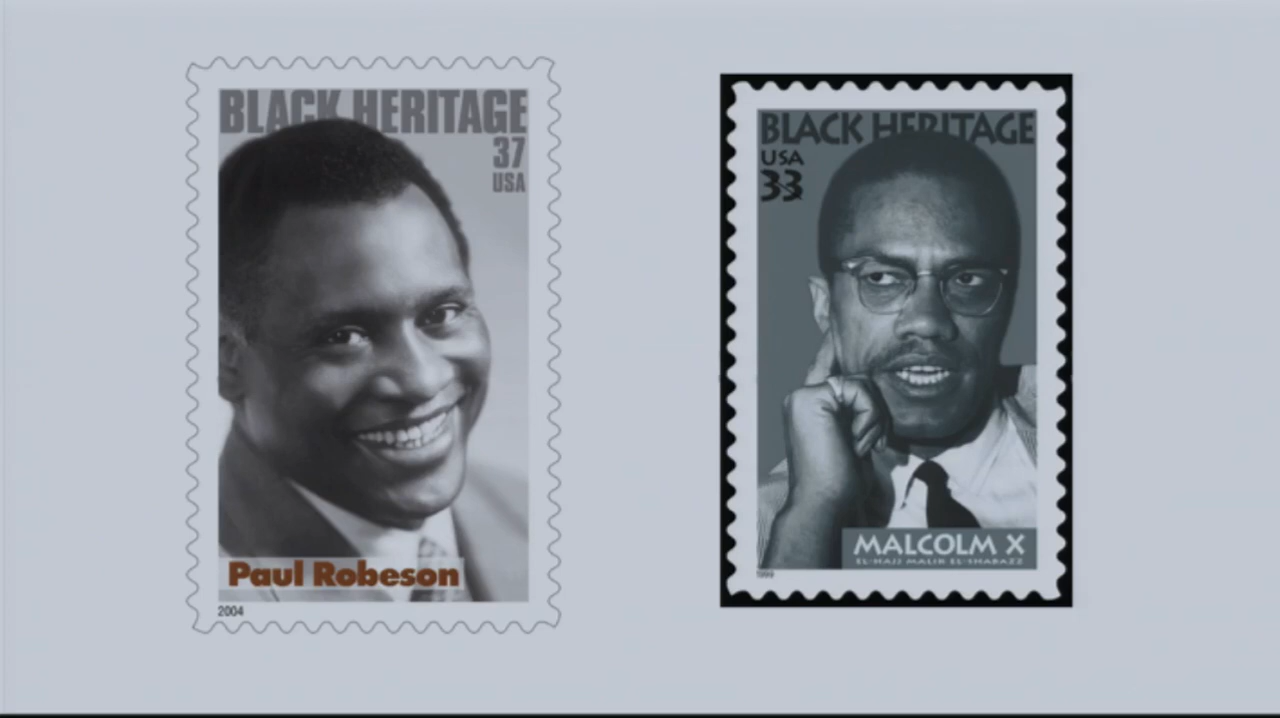 BLACK HERITAGE
37
USA
Paul Robeson
2004
BLACK HERITAGE
USA
33
MALCOLM X
EL-HAJJ MALIK EL-SHABAZZ
1999